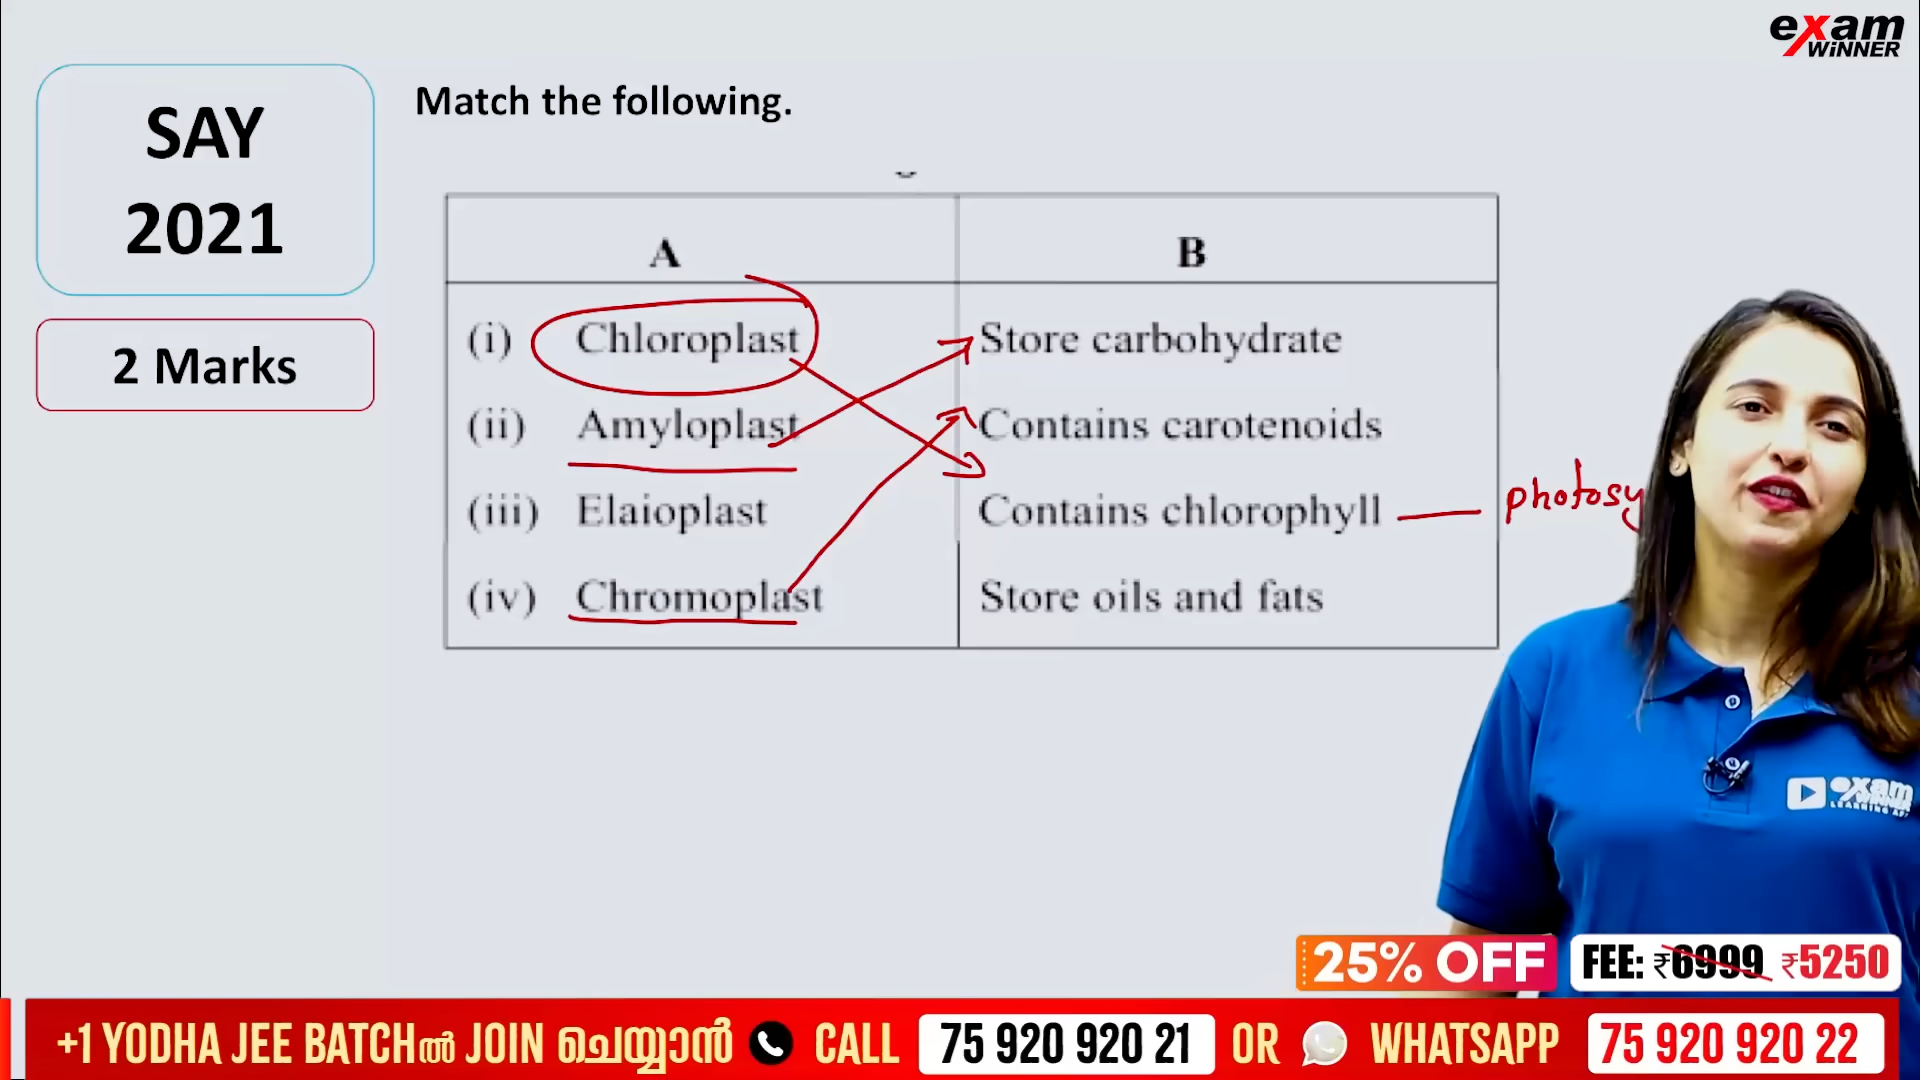 exam
WINNER
SAY
2021
2 Marks
Match the following.
A
B
(i) Chloroplast
Store carbohydrate
(ii) Amyloplast
Contains carotenoids
(iii) Elaioplast
Contains chlorophyll
photosy
(iv) Chromoplast
Store oils and fats
exam
25% OFF
FEE: ₹6999 ₹5250
+1 YODHA JEE BATCHൽ JOIN ചെയ്യാൻ CALL 75 920 920 21 OR WHATSAPP 75 920 920 22